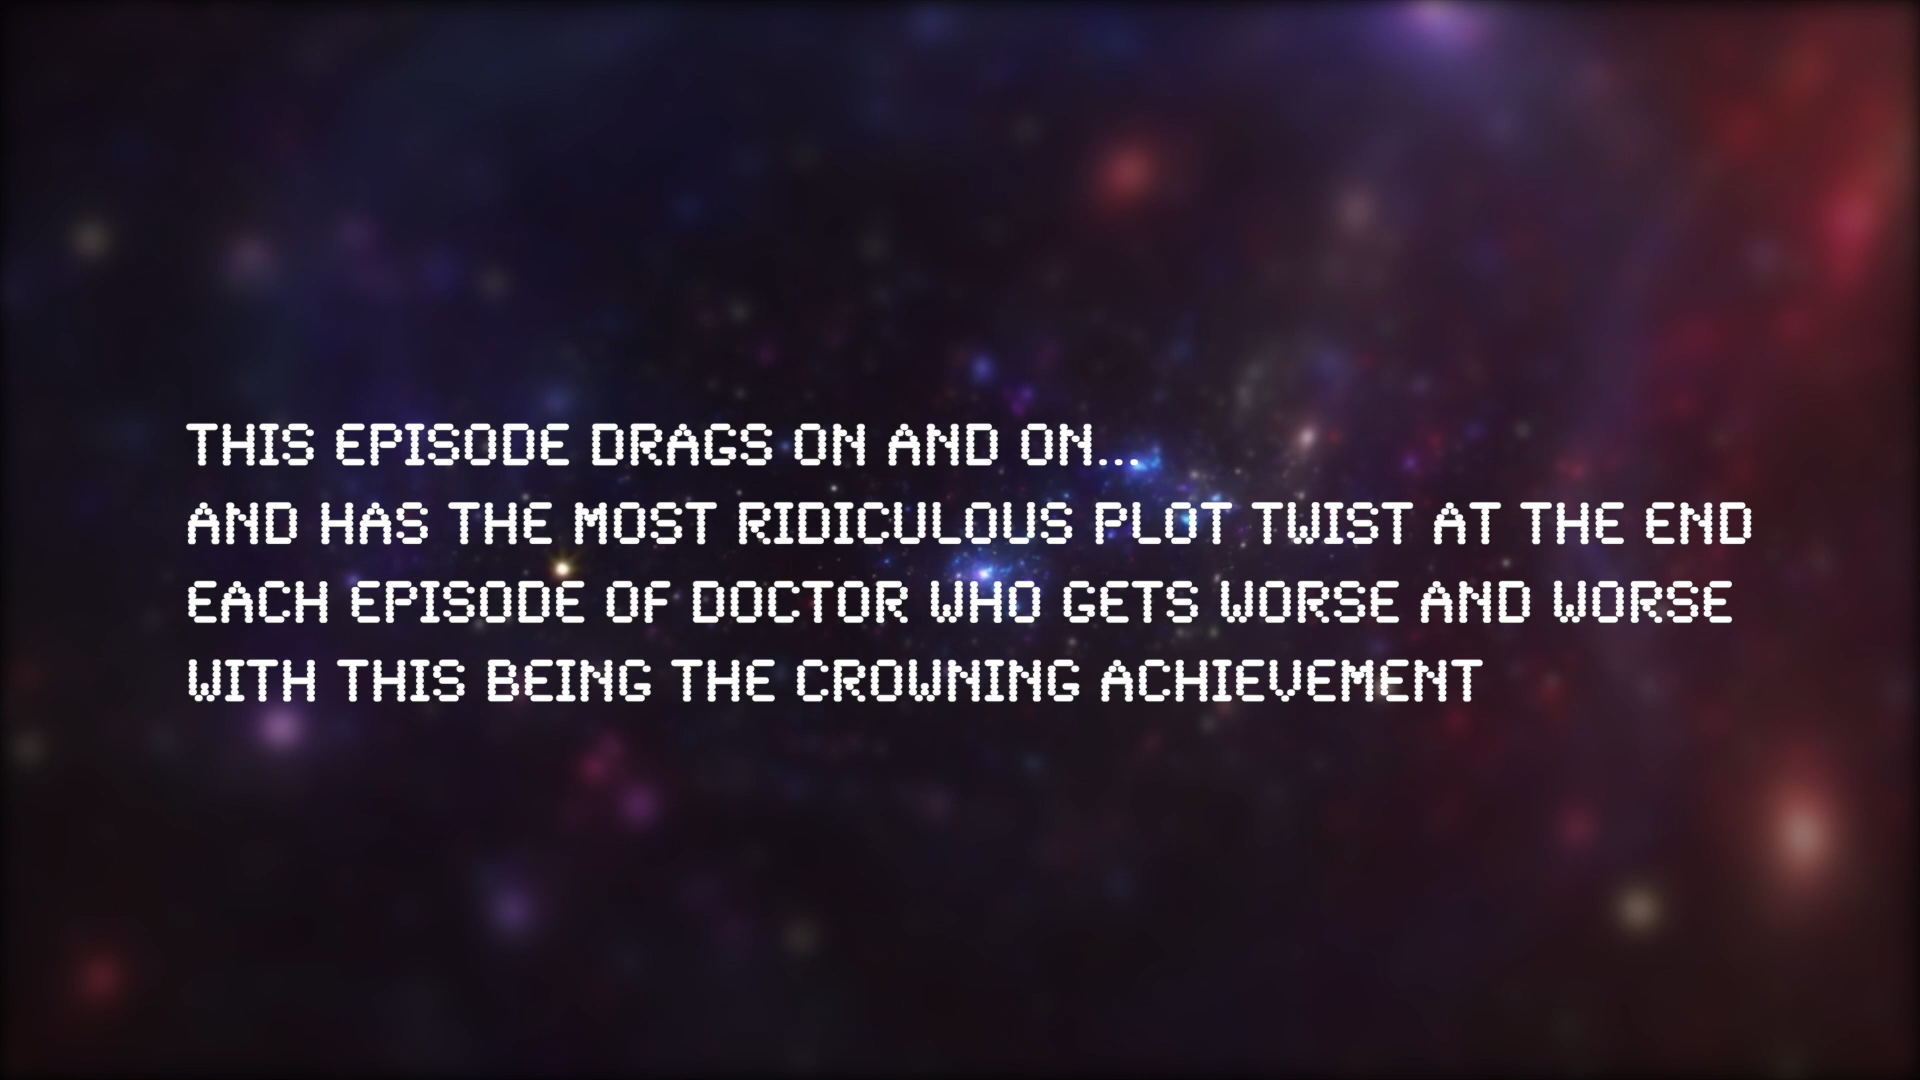 THIS EPISODE DRAGS ON AND ON...
AND HAS THE MOST RIDICULOUS PLOT TWIST AT THE END
EACH EPISODE OF DOCTOR WHO GETS WORSE AND WORSE
WITH THIS BEING THE CROWNING ACHIEVEMENT